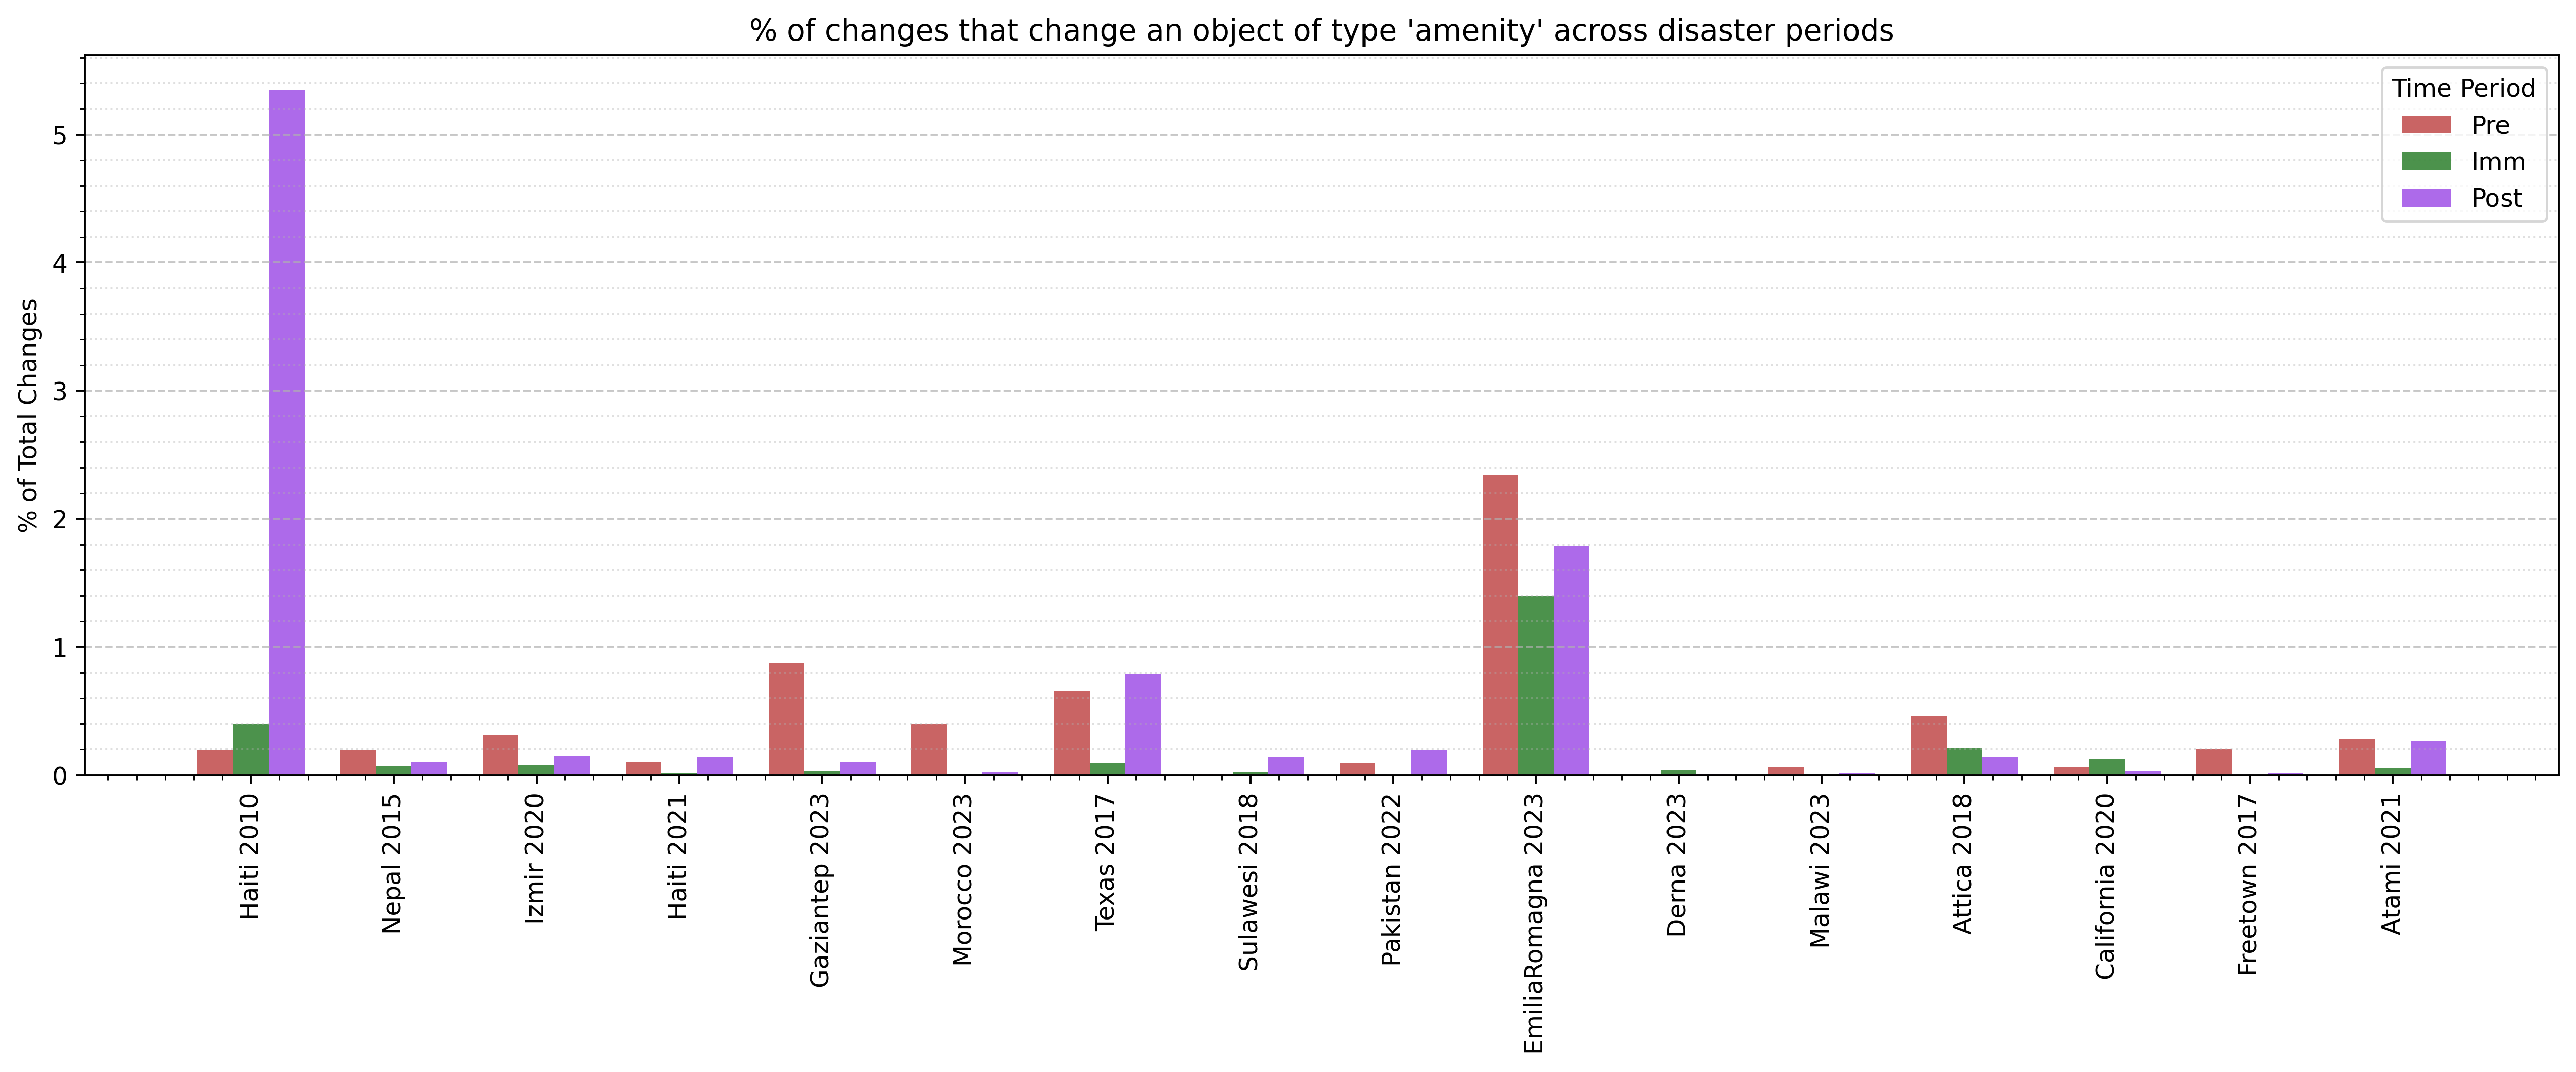 % of changes that change an object of type 'amenity' across disaster periods
Time Period
Pre
Imm
Post
% of Total Changes
5
4
3
2
1
0
Haiti 2010
Nepal 2015
Izmir 2020
Haiti 2021
Gaziantep 2023
Morocco 2023
Texas 2017
Sulawesi 2018
Pakistan 2022
EmiliaRomagna 2023
Derna 2023
Malawi 2023
Attica 2018
California 2020
Freetown 2017
Atami 2021